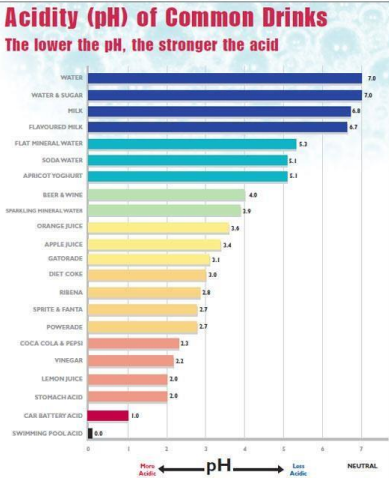 Acidity (pH) of Common Drinks
The lower the pH, the stronger the acid
WATER 7.0
WATER & SUGAR 7.0
MILK 6.8
FLAVOURED MILK 6.7
FLAT MINERAL WATER 5.3
SODA WATER 5.1
APRICOT YOGHURT 5.1
BEER & WINE 4.0
SPARKLING MINERAL WATER 3.9
ORANGE JUICE 3.6
APPLE JUICE 3.4
GATORADE 3.1
DIET COKE 3.0
RIBENA 2.8
SPRITE & FANTA 2.7
POWERADE 2.7
COCA COLA & PEPSI 2.3
VINEGAR 2.2
LEMON JUICE 2.0
STOMACH ACID 2.0
CAR BATTERY ACID 1.0
SWIMMING POOL ACID 0.0
0 1 2 3 4 5 6 7
More Acidic pH Less Acidic NEUTRAL